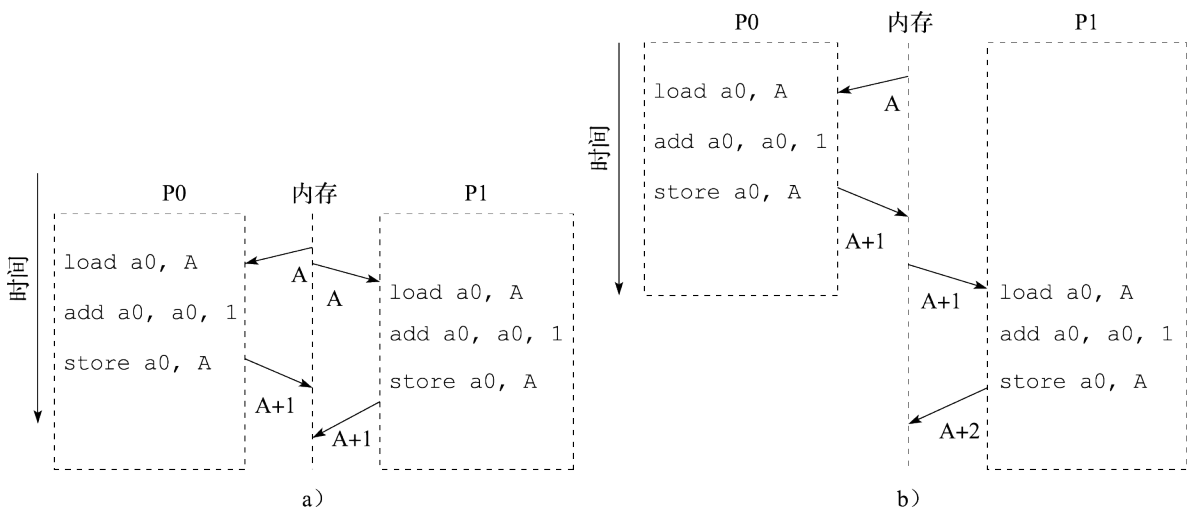 P0
内存
P1
时间
load a0, A
add a0, a0, 1
store a0, A
A
A
load a0, A
add a0, a0, 1
store a0, A
A+1
A+1
a）
P0
内存
P1
时间
load a0, A
add a0, a0, 1
store a0, A
A
A+1
A+1
load a0, A
add a0, a0, 1
store a0, A
A+2
b）